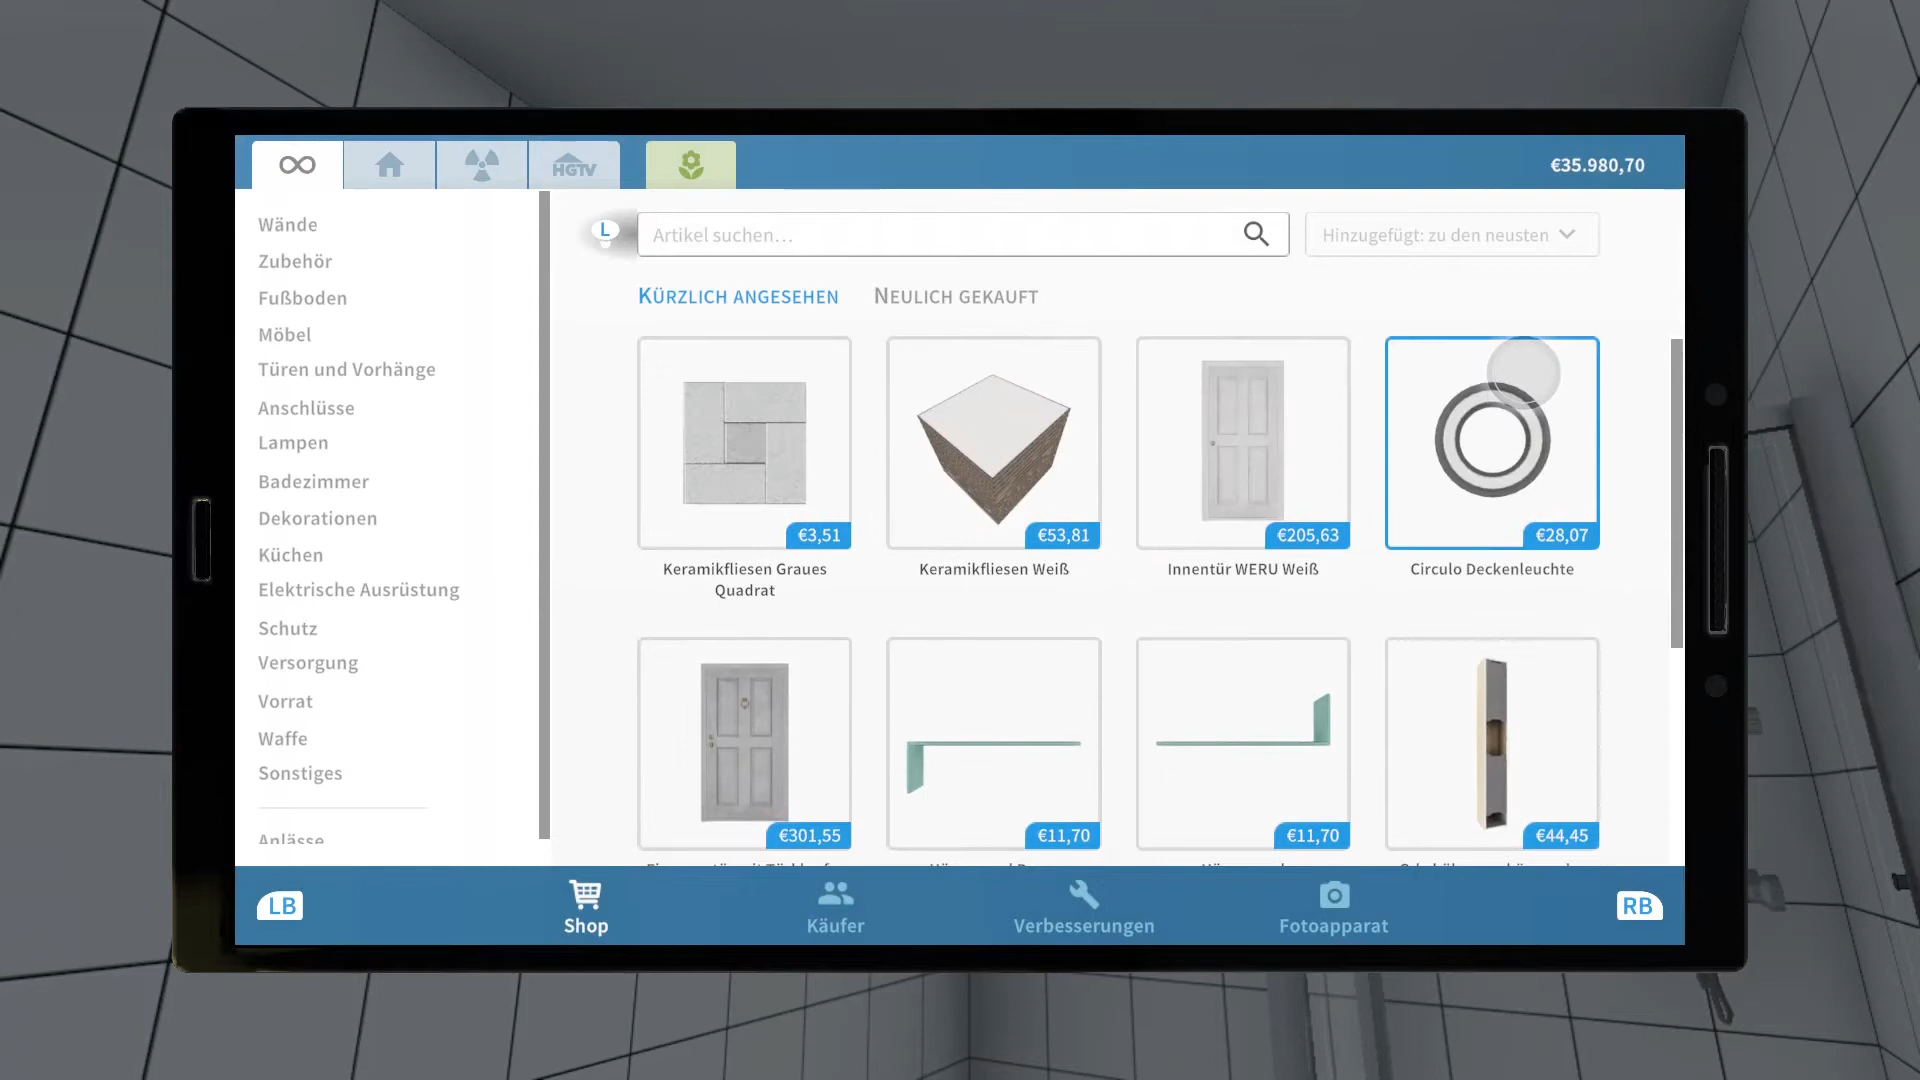 HGTV
€35.980,70
Wände
Zubehör
Fußboden
Möbel
Türen und Vorhänge
Anschlüsse
Lampen
Badezimmer
Dekorationen
Küchen
Elektrische Ausrüstung
Schutz
Versorgung
Vorrat
Waffe
Sonstiges
Anlässe
L
Artikel suchen...
Hinzugefügt: zu den neusten
KÜRZLICH ANGESEHEN
NEULICH GEKAUFT
€3,51
€53,81
€205,63
€28,07
Keramikfliesen Graues
Quadrat
Keramikfliesen Weiß
Innentür WERU Weiß
Circulo Deckenleuchte
€301,55
€11,70
€11,70
€44,45
LB
Shop
Käufer
Verbesserungen
Fotoapparat
RB